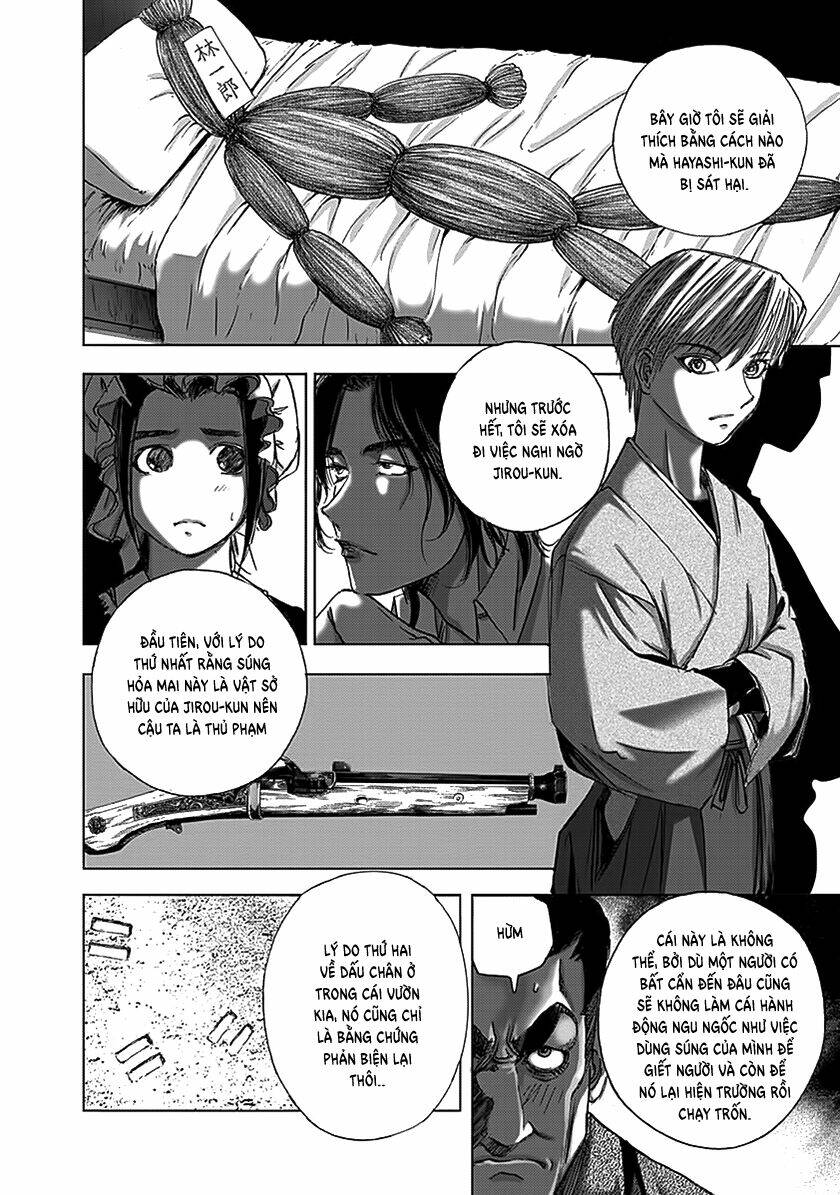 林一郎
BÂY GIỜ TÔI SẼ GIẢI
THÍCH BẰNG CÁCH NÀO
MÀ HAYASHI-KUN ĐÃ
BỊ SÁT HẠI.
NHƯNG TRƯỚC
HẾT, TÔI SẼ XÓA
ĐI VIỆC NGHI NGỜ
JIROU-KUN.
ĐẦU TIÊN, VỚI LÝ DO
THỨ NHẤT RẰNG SÚNG
HỎA MAI NÀY LÀ VẬT SỞ
HỮU CỦA JIROU-KUN NÊN
CẬU TA LÀ THỦ PHẠM
CÁI NÀY LÀ KHÔNG
THỂ, BỞI DÙ MỘT NGƯỜI CÓ
BẤT CẨN ĐẾN ĐÂU CŨNG
SẼ KHÔNG LÀM CÁI HÀNH
ĐỘNG NGU NGỐC NHƯ VIỆC
DÙNG SÚNG CỦA MÌNH ĐỂ
GIẾT NGƯỜI VÀ CÒN ĐỂ
NÓ LẠI HIỆN TRƯỜNG RỒI
CHẠY TRỐN.
HỪM
LÝ DO THỨ HAI
VỀ DẤU CHÂN Ở
TRONG CÁI VƯỜN
KIA, NÓ CŨNG CHỈ
LÀ BẰNG CHỨNG
PHẢN BIỆN LẠI
THÔI..